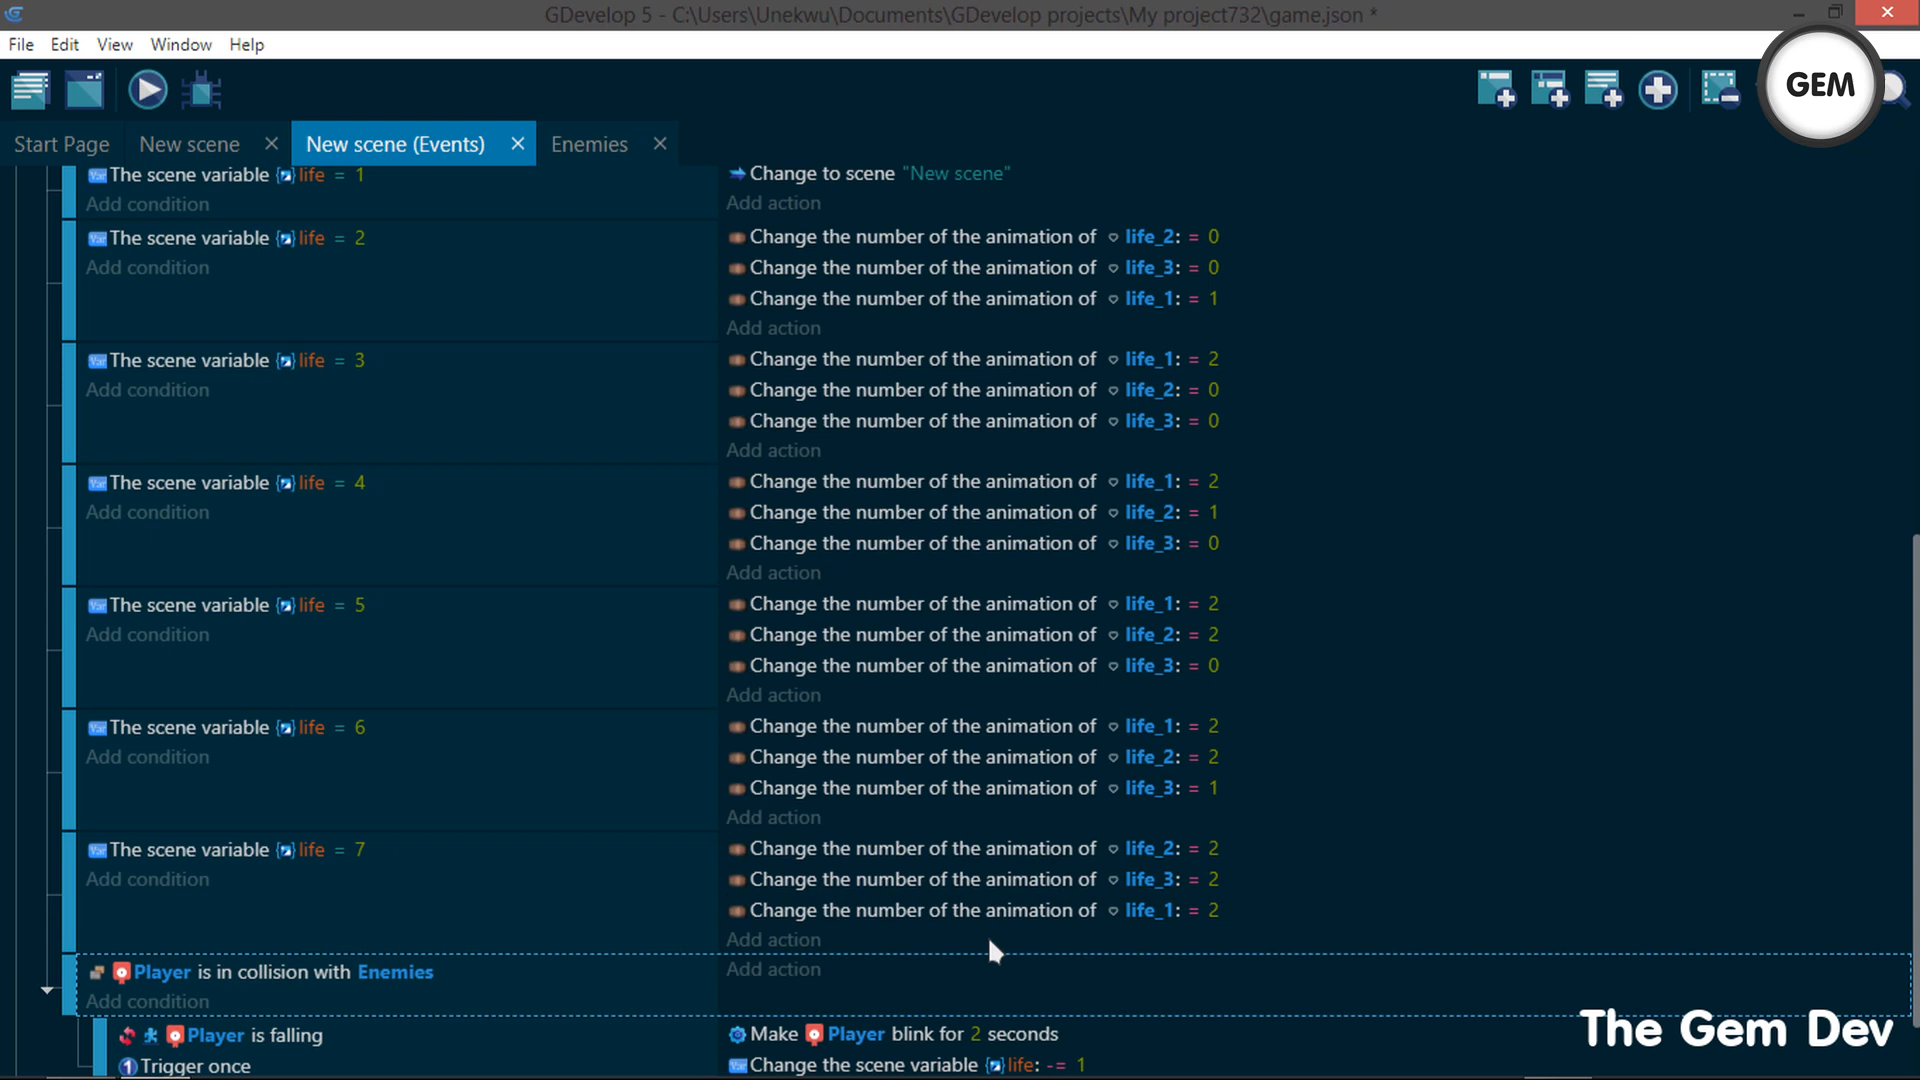 GDevelop 5 - C:\Users\Unekwu\Documents\GDevelop projects\My project732\game.json *
File Edit View Window Help
GEM
Start Page New scene New scene (Events) Enemies
The scene variable life = 1
Change to scene "New scene"
Add condition
Add action
The scene variable life = 2
Change the number of the animation of life_2: = 0
Add condition
Change the number of the animation of life_3: = 0
Change the number of the animation of life_1: = 1
Add action
The scene variable life = 3
Change the number of the animation of life_1: = 2
Add condition
Change the number of the animation of life_2: = 0
Change the number of the animation of life_3: = 0
Add action
The scene variable life = 4
Change the number of the animation of life_1: = 2
Add condition
Change the number of the animation of life_2: = 1
Change the number of the animation of life_3: = 0
Add action
The scene variable life = 5
Change the number of the animation of life_1: = 2
Add condition
Change the number of the animation of life_2: = 2
Change the number of the animation of life_3: = 0
Add action
The scene variable life = 6
Change the number of the animation of life_1: = 2
Add condition
Change the number of the animation of life_2: = 2
Change the number of the animation of life_3: = 1
Add action
The scene variable life = 7
Change the number of the animation of life_2: = 2
Add condition
Change the number of the animation of life_3: = 2
Change the number of the animation of life_1: = 2
Add action
Player is in collision with Enemies
Add action
Add condition
Player is falling
Make Player blink for 2 seconds
Trigger once
Change the scene variable life: -= 1
The Gem Dev